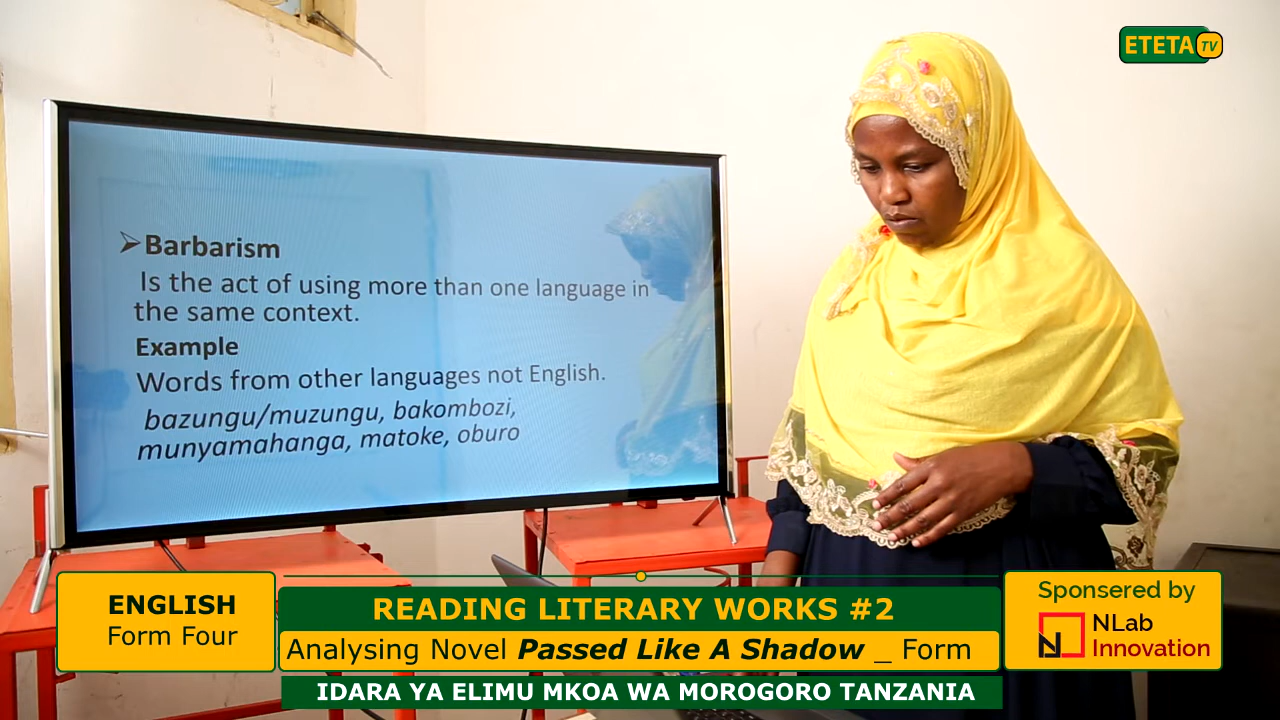 ETETA TV
➢Barbarism
Is the act of using more than one language in
the same context.
Example
Words from other languages not English.
bazungu/muzungu, bakombozi,
munyamahanga, matoke, oburo
ENGLISH
Form Four
READING LITERARY WORKS #2
Analysing Novel Passed Like A Shadow _ Form
IDARA YA ELIMU MKOA WA MOROGORO TANZANIA
Sponsered by
NLab
Innovation